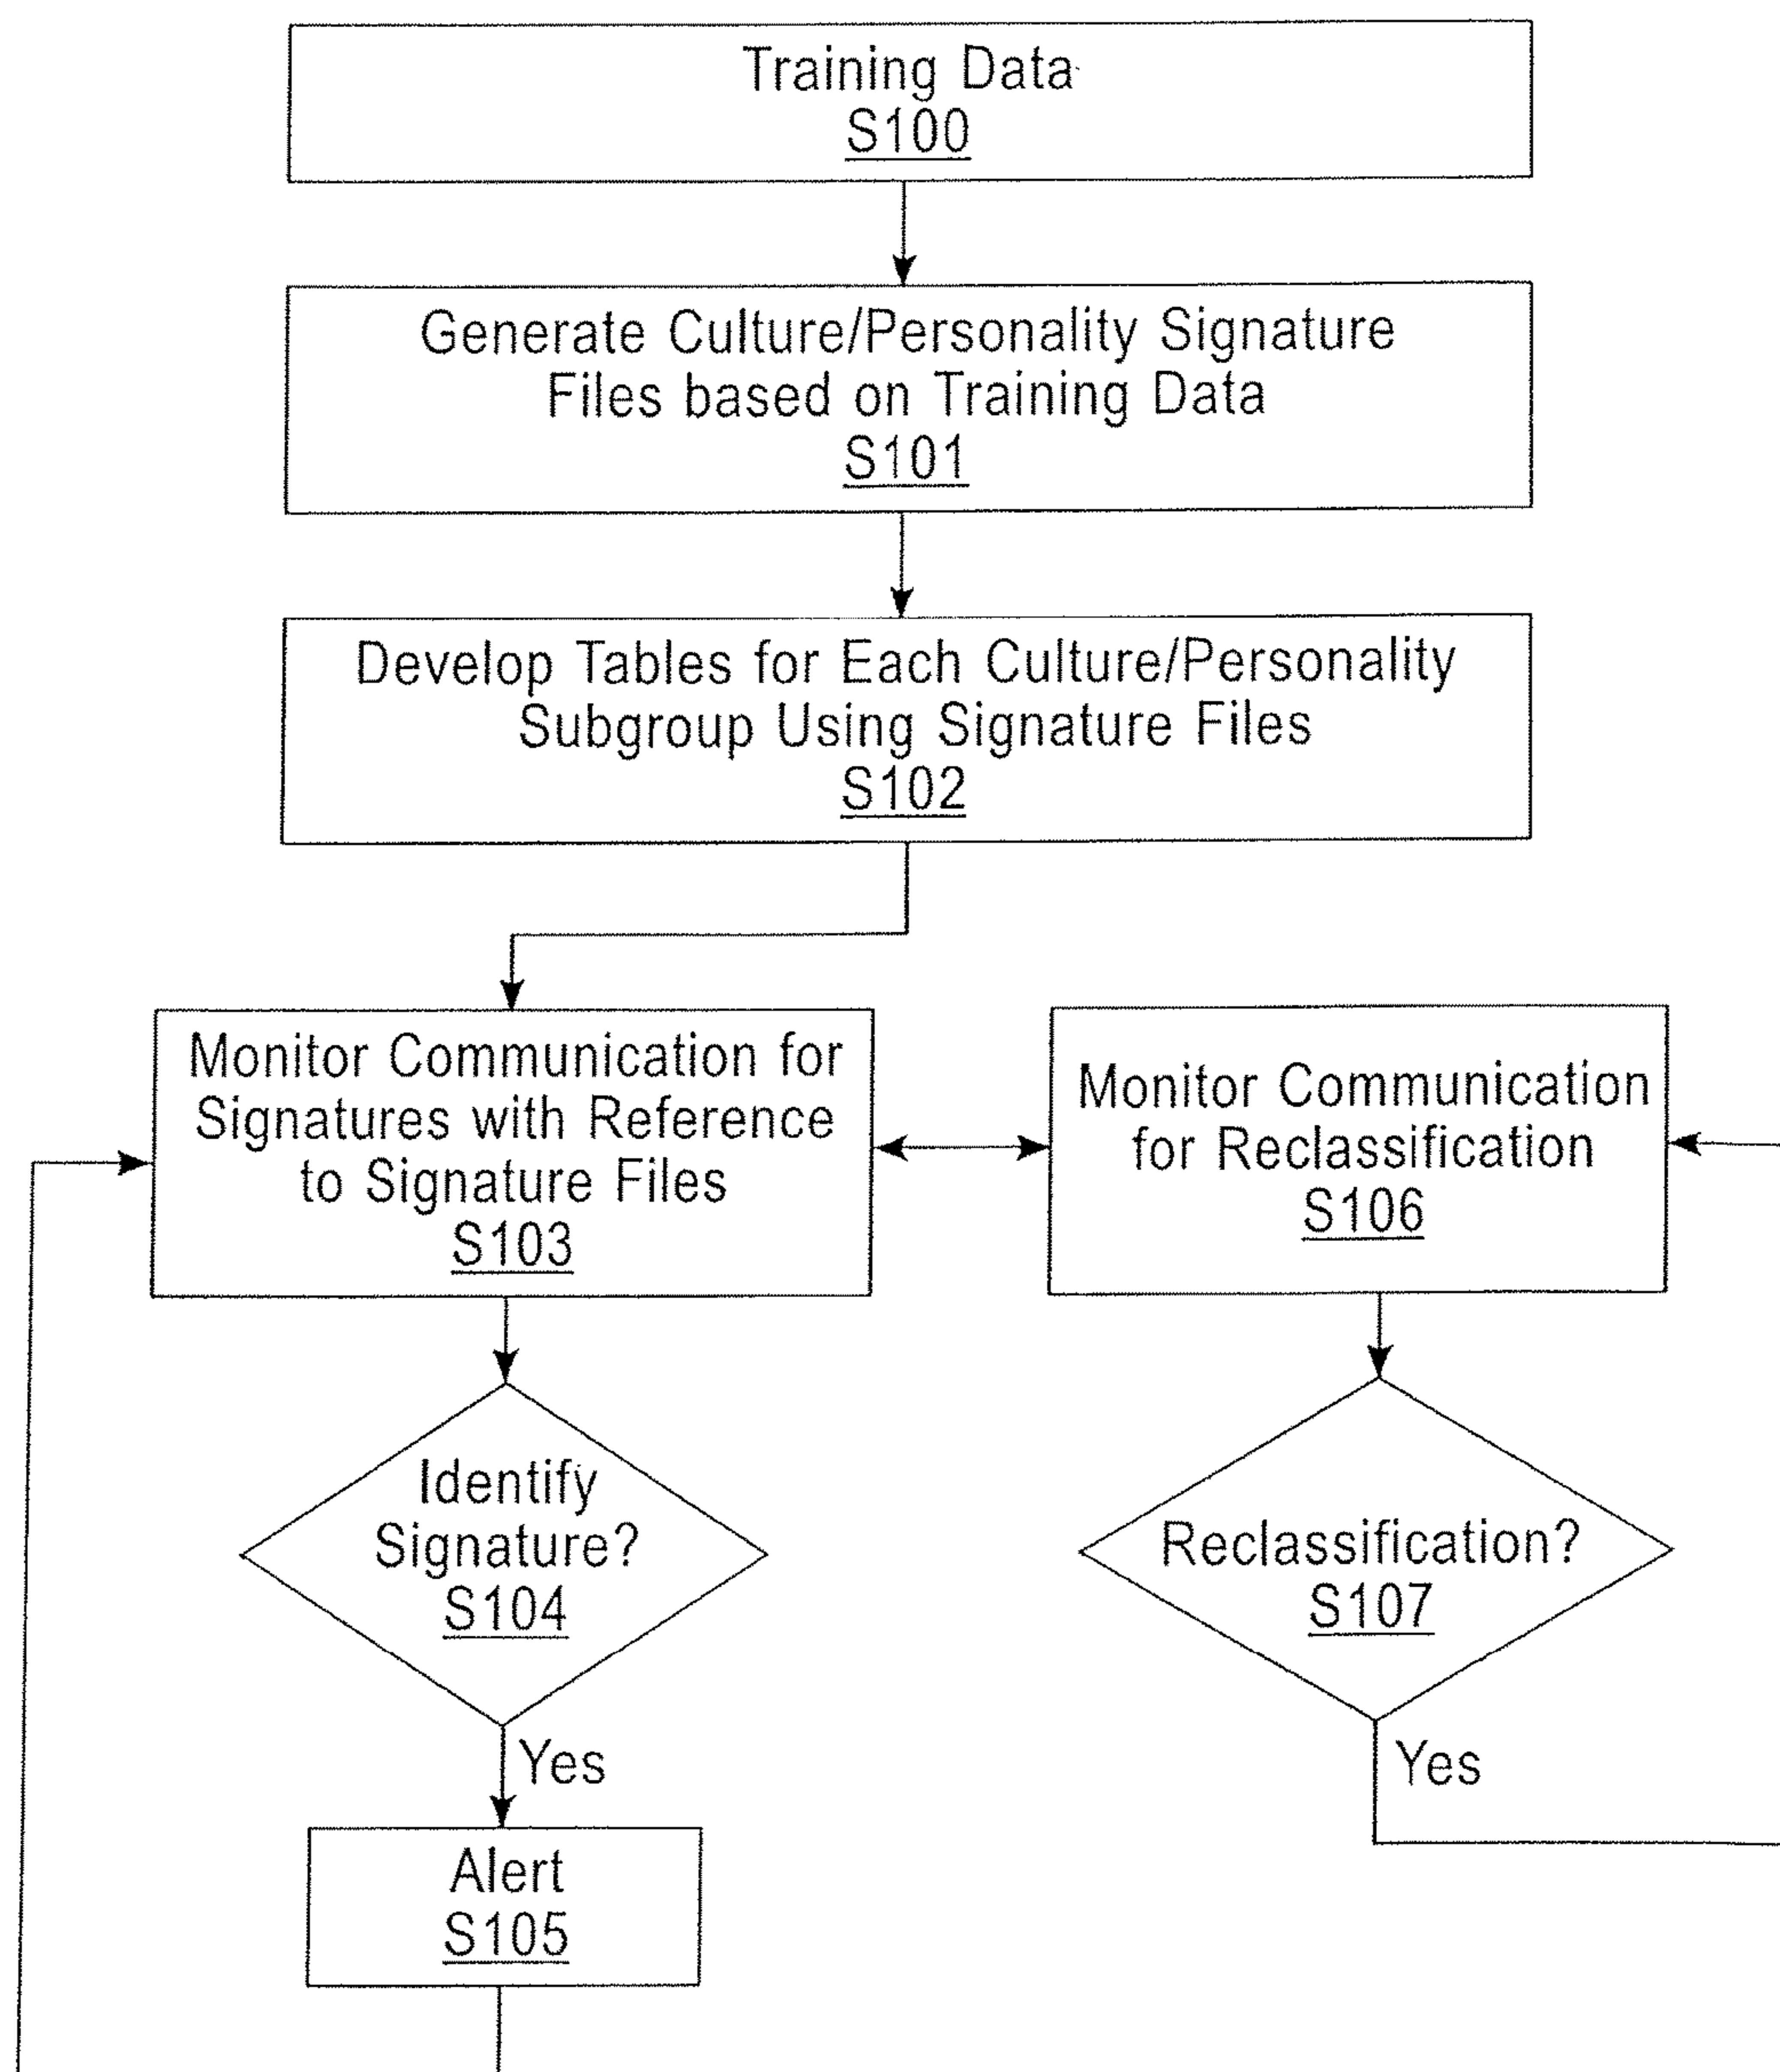 Training Data
S100
Generate Culture/Personality Signature
Files based on Training Data
S101
Develop Tables for Each Culture/Personality
Subgroup Using Signature Files
S102
Monitor Communication for
Signatures with Reference
to Signature Files
S103
Monitor Communication
for Reclassification
S106
Identify
Signature?
S104
Reclassification?
S107
Yes
Yes
Alert
S105